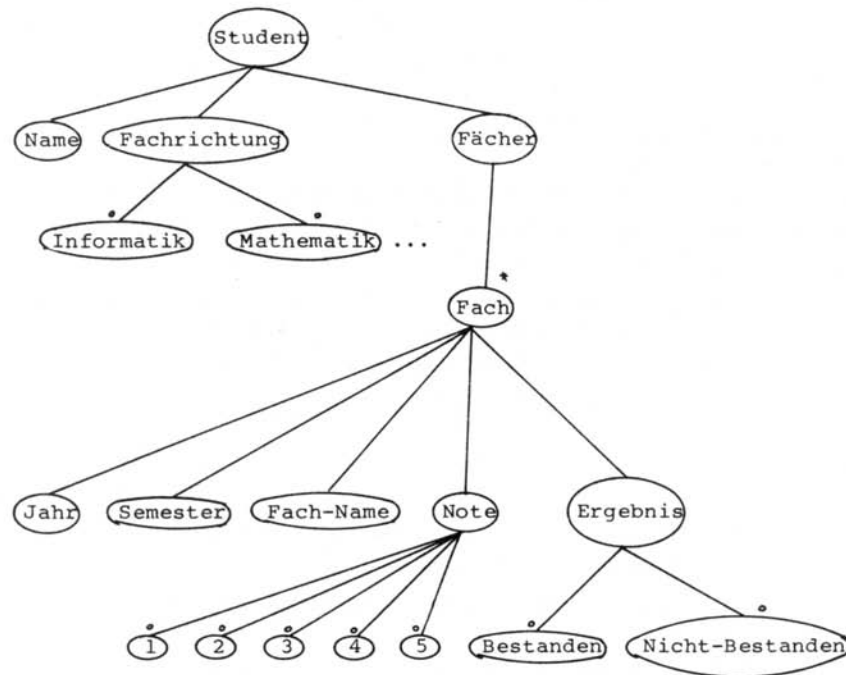 Student
Name Fachrichtung Fächer
Informatik Mathematik ...
*
Fach
Jahr Semester Fach-Name Note Ergebnis
1 2 3 4 5 Bestanden Nicht-Bestanden